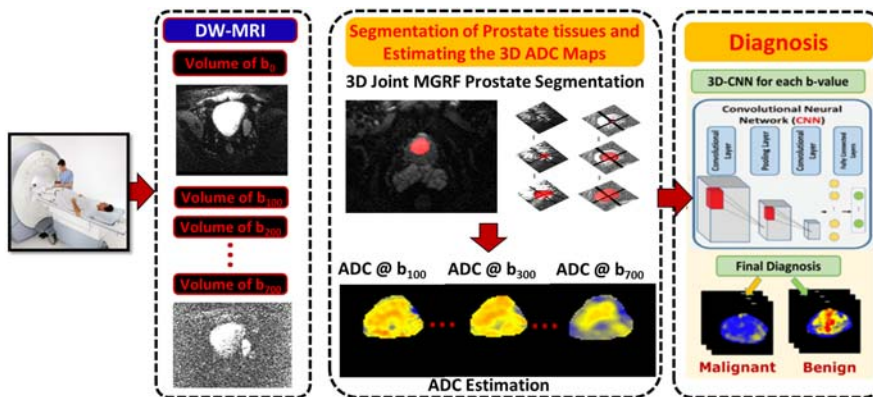 DW-MRI
Volume of b0
Volume of b100
Volume of b200
Volume of b700
Segmentation of Prostate tissues and
Estimating the 3D ADC Maps
3D Joint MGRF Prostate Segmentation
ADC @ b100
ADC @ b300
ADC @ b700
ADC Estimation
Diagnosis
3D-CNN for each b-value
Convolutional Neural
Network (CNN)
Convolutional
Layer
Pooling Layer
Convolutional
Layer
Fully Connected
Layers
Final Diagnosis
Malignant
Benign